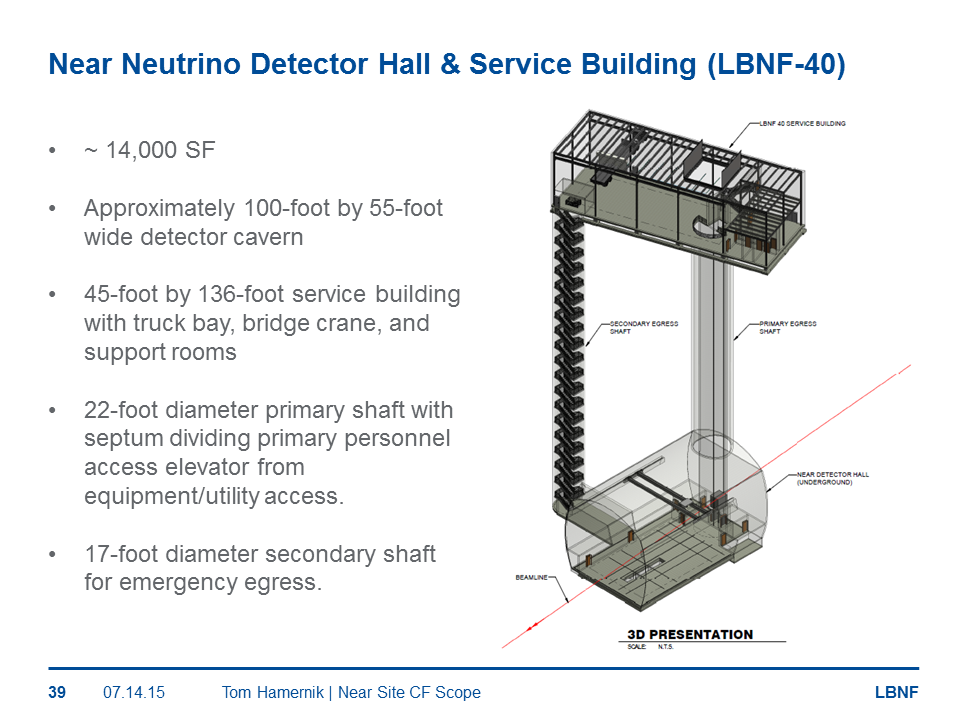 Near Neutrino Detector Hall & Service Building (LBNF-40)
• ~ 14,000 SF
• Approximately 100-foot by 55-foot
wide detector cavern
• 45-foot by 136-foot service building
with truck bay, bridge crane, and
support rooms
• 22-foot diameter primary shaft with
septum dividing primary personnel
access elevator from
equipment/utility access.
• 17-foot diameter secondary shaft
for emergency egress.
LBNF 40 SERVICE BUILDING
SECONDARY EGRESS
SHAFT
PRIMARY EGRESS
SHAFT
NEAR DETECTOR HALL
(UNDERGROUND)
BEAMLINE
3D PRESENTATION
SCALE: N.T.S.
39 07.14.15 Tom Hamernik | Near Site CF Scope LBNF